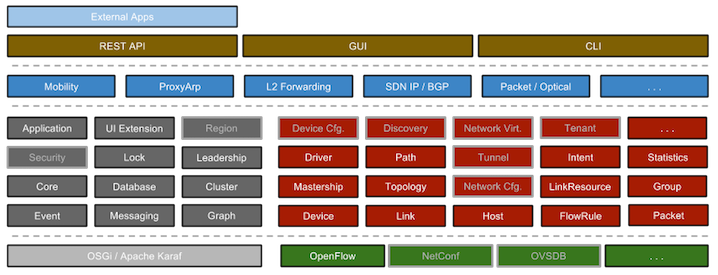 External Apps
REST API GUI CLI
Mobility ProxyArp L2 Forwarding SDN IP / BGP Packet / Optical . . .
Application UI Extension Region Device Cfg. Discovery Network Virt. Tenant . . .
Security Lock Leadership Driver Path Tunnel Intent Statistics
Core Database Cluster Mastership Topology Network Cfg. LinkResource Group
Event Messaging Graph Device Link Host FlowRule Packet
OSGi / Apache Karaf OpenFlow NetConf OVSDB . . .